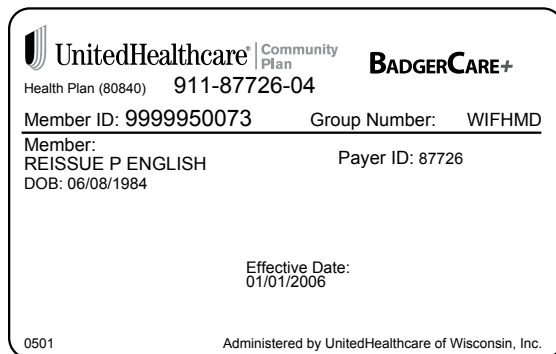 UnitedHealthcare® Community Plan
BADGERCARE+
Health Plan (80840) 911-87726-04
Member ID: 9999950073 Group Number: WIFHMD
Member:
REISSUE P ENGLISH
DOB: 06/08/1984
Payer ID: 87726
Effective Date:
01/01/2006
0501 Administered by UnitedHealthcare of Wisconsin, Inc.